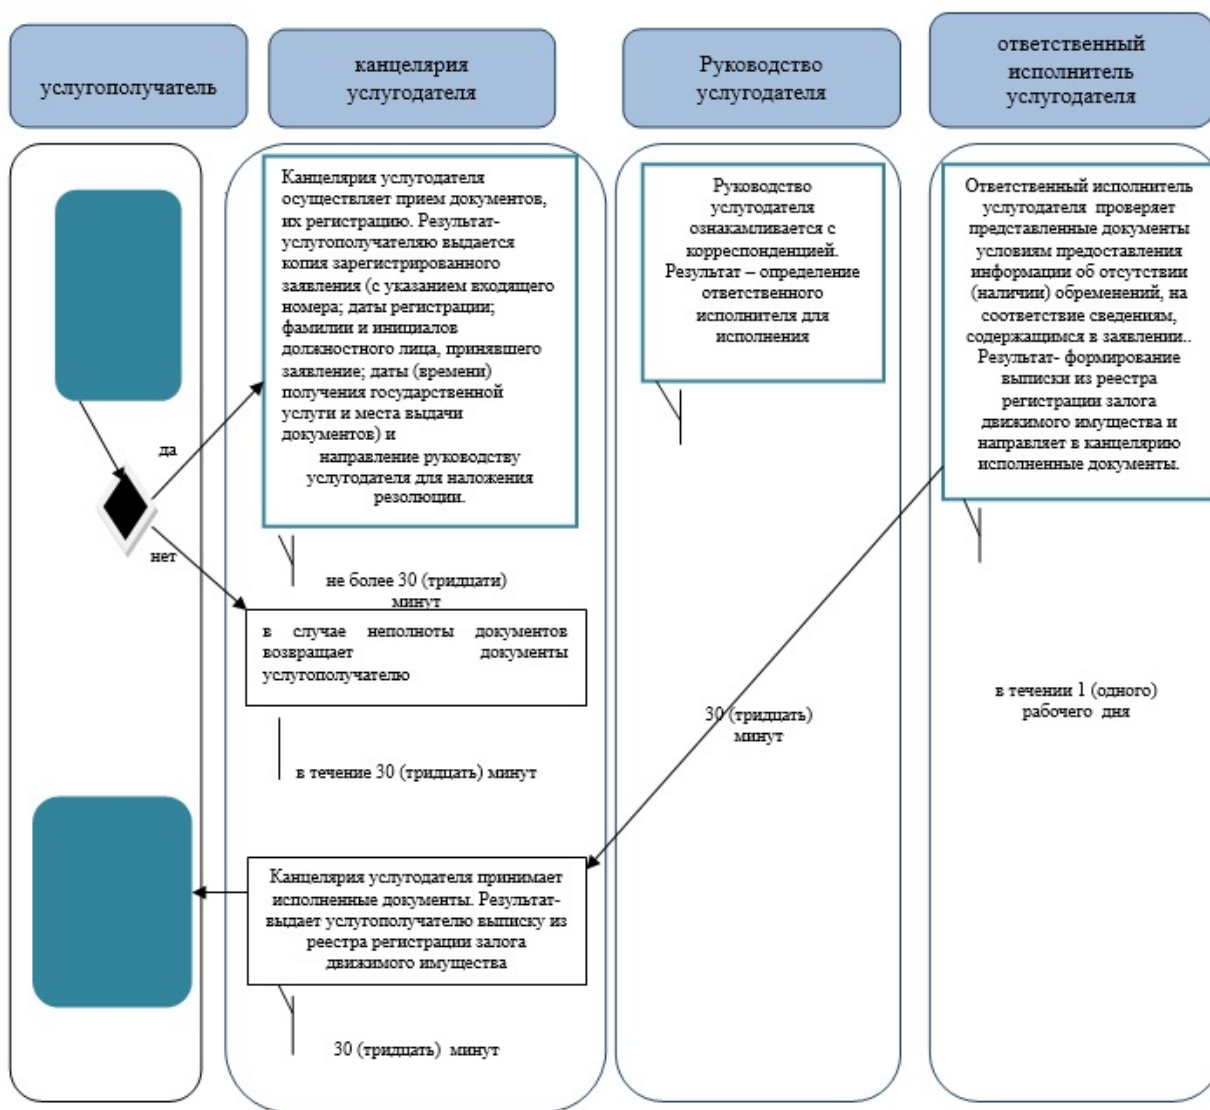 услугополучатель
канцелярия
услугодателя
Руководство
услугодателя
ответственный
исполнитель
услугодателя
Канцелярия услугодателя
осуществляет прием документов,
их регистрацию. Результат-
услугополучателю выдается
копия зарегистрированного
заявления (с указанием входящего
номера; даты регистрации;
фамилии и инициалов
должностного лица, принявшего
заявление; даты (времени)
получения государственной
услуги и места выдачи
документов) и
направление руководству
услугодателя для наложения
резолюции.
да
нет
не более 30 (тридцати)
минут
в случае неполноты документов
возвращает документы
услугополучателю
в течение 30 (тридцать) минут
Канцелярия услугодателя принимает
исполненные документы. Результат-
выдает услугополучателю выписку из
реестра регистрации залога
движимого имущества
30 (тридцать) минут
Руководство
услугодателя
ознакамливается с
корреспонденцией.
Результат – определение
ответственного
исполнителя для
исполнения
30 (тридцать)
минут
Ответственный исполнитель
услугодателя проверяет
представленные документы
условиям предоставления
информации об отсутствии
(наличии) обременений, на
соответствие сведениям,
содержащимся в заявлении..
Результат- формирование
выписки из реестра
регистрации залога
движимого имущества и
направляет в канцелярию
исполненные документы.
в течении 1 (одного)
рабочего дня